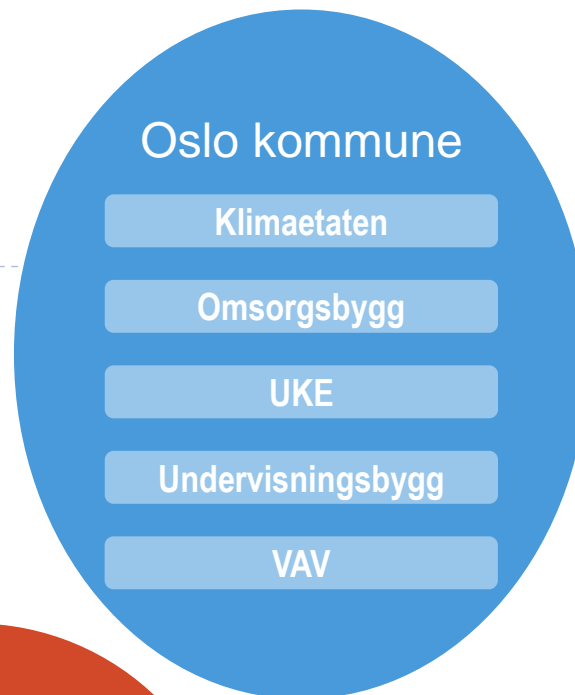 Oslo kommune
Klimaetaten
Omsorgsbygg
UKE
Undervisningsbygg
VAV